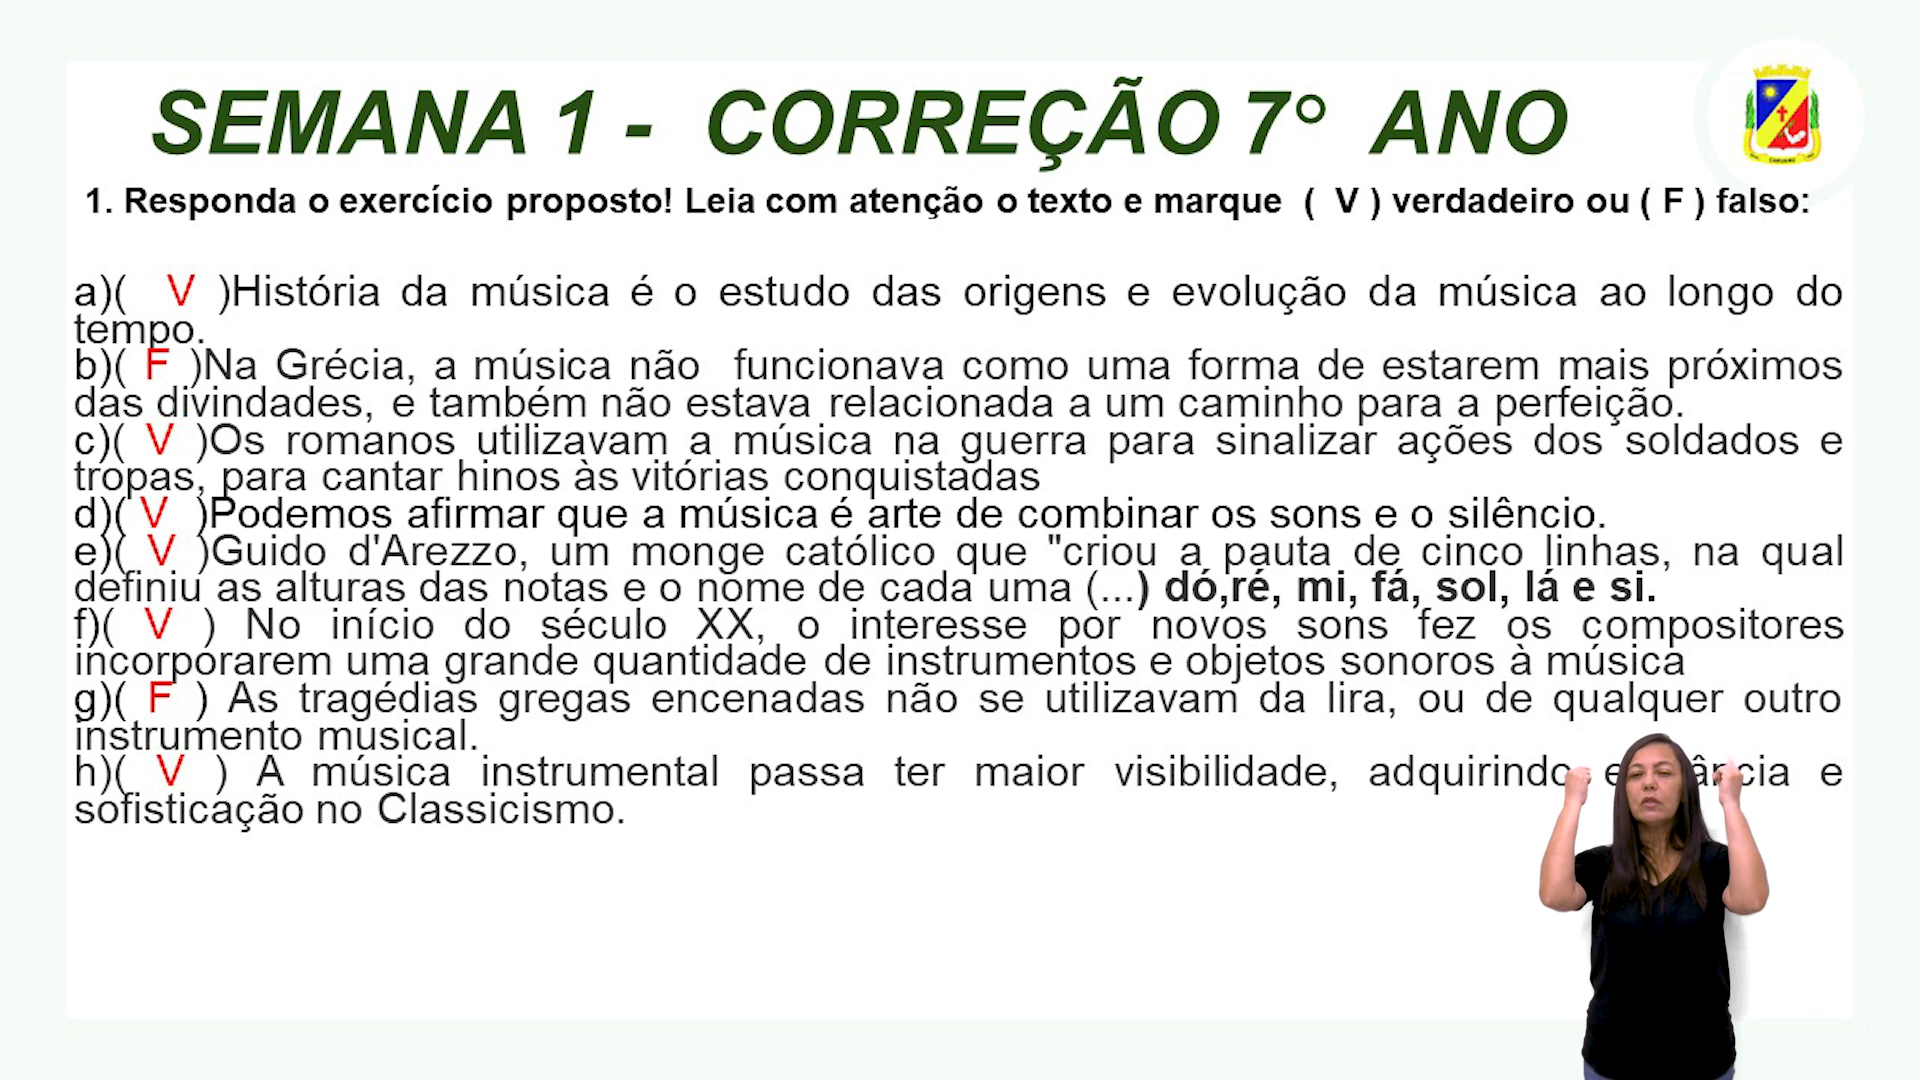 SEMANA 1 - CORREÇÃO 7° ANO
1. Responda o exercício proposto! Leia com atenção o texto e marque ( V ) verdadeiro ou ( F ) falso:
a)( V )História da música é o estudo das origens e evolução da música ao longo do
tempo.
b)( F )Na Grécia, a música não funcionava como uma forma de estarem mais próximos
das divindades, e também não estava relacionada a um caminho para a perfeição.
c)( V )Os romanos utilizavam a música na guerra para sinalizar ações dos soldados e
tropas, para cantar hinos às vitórias conquistadas
d)( V )Podemos afirmar que a música é arte de combinar os sons e o silêncio.
e)( V )Guido d'Arezzo, um monge católico que "criou a pauta de cinco linhas, na qual
definiu as alturas das notas e o nome de cada uma (...) dó,ré, mi, fá, sol, lá e si.
f)( V ) No início do século XX, o interesse por novos sons fez os compositores
incorporarem uma grande quantidade de instrumentos e objetos sonoros à música
g)( F ) As tragédias gregas encenadas não se utilizavam da lira, ou de qualquer outro
instrumento musical.
h)( V ) A música instrumental passa ter maior visibilidade, adquirindo e
sofisticação no Classicismo.